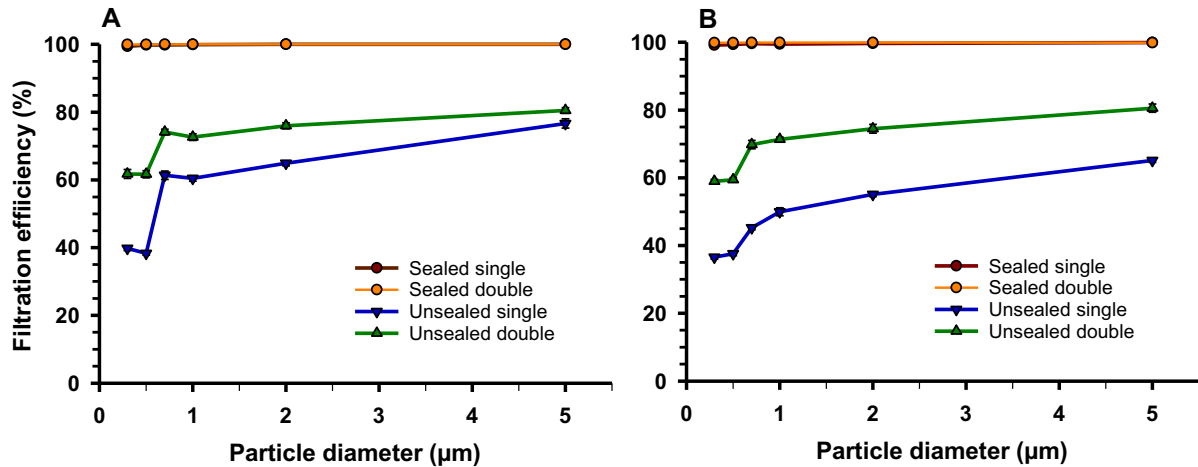 A
Filtration effiiciency (%)
100
80
60
40
20
0
Sealed single
Sealed double
Unsealed single
Unsealed double
0 1 2 3 4 5
Particle diameter (µm)
B
100
80
60
40
20
0
Sealed single
Sealed double
Unsealed single
Unsealed double
0 1 2 3 4 5
Particle diameter (µm)